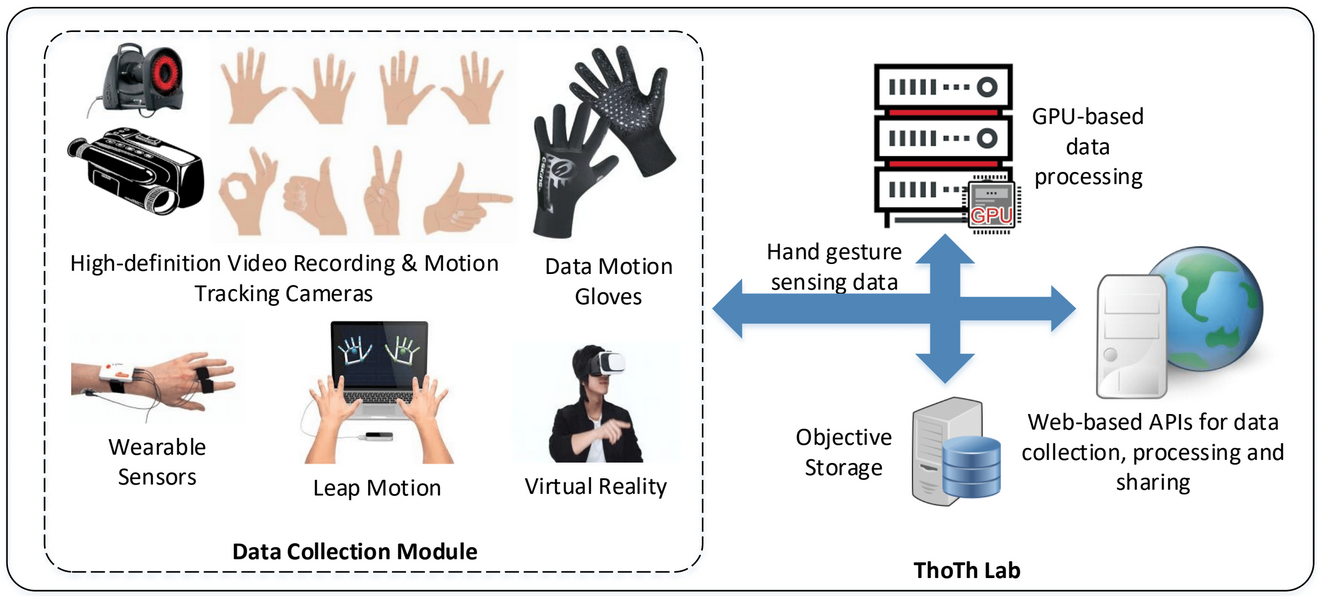 High-definition Video Recording & Motion
Tracking Cameras
Data Motion
Gloves
Wearable
Sensors
Leap Motion
Virtual Reality
Data Collection Module
GPU-based
data
processing
GPU
Hand gesture
sensing data
Objective
Storage
Web-based APIs for data
collection, processing and
sharing
ThoTh Lab